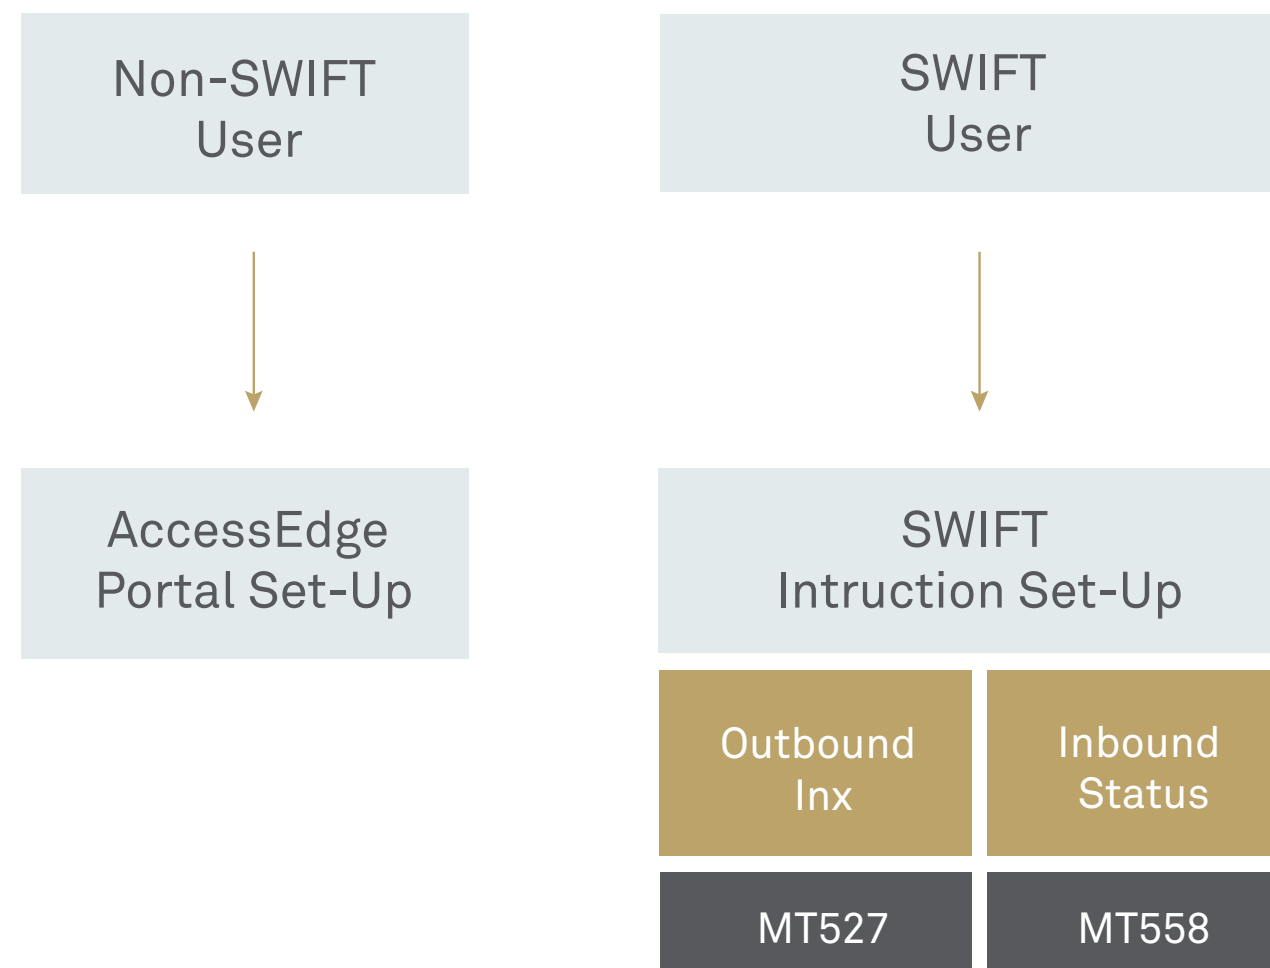 Non-SWIFT
User
SWIFT
User
AccessEdge
Portal Set-Up
SWIFT
Intruction Set-Up
Outbound
Inx
Inbound
Status
MT527
MT558